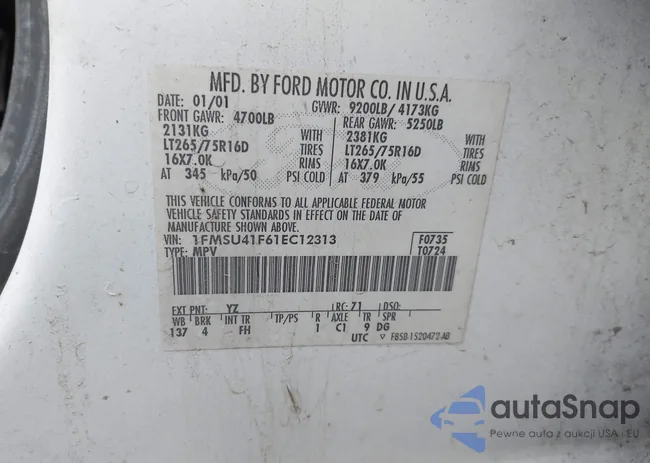 MFD. BY FORD MOTOR CO. IN U.S.A.
DATE: 01/01 GVWR: 9200LB/ 4173KG
FRONT GAWR: 4700LB REAR GAWR: 5250LB
2131KG WITH 2381KG WITH
LT265/75R16D TIRES LT265/75R16D TIRES
16X7.0K RIMS 16X7.0K RIMS
AT 345 kPa/50 PSI COLD AT 379 kPa/55 PSI COLD
THIS VEHICLE CONFORMS TO ALL APPLICABLE FEDERAL MOTOR
VEHICLE SAFETY STANDARDS IN EFFECT ON THE DATE OF
MANUFACTURE SHOWN ABOVE.
VIN: 1FMSU41F61EC12313 F0735
TYPE: MPV T0724
EXT PNT: YZ RC: 71 DSO:
WB BRK INT TR TP/PS R AXLE TR SPR
137 4 FH 1 C1 9 DG
UTC ▽ F85B-1520472-AB
autoSnap
Pewne auta z aukcji USA i EU